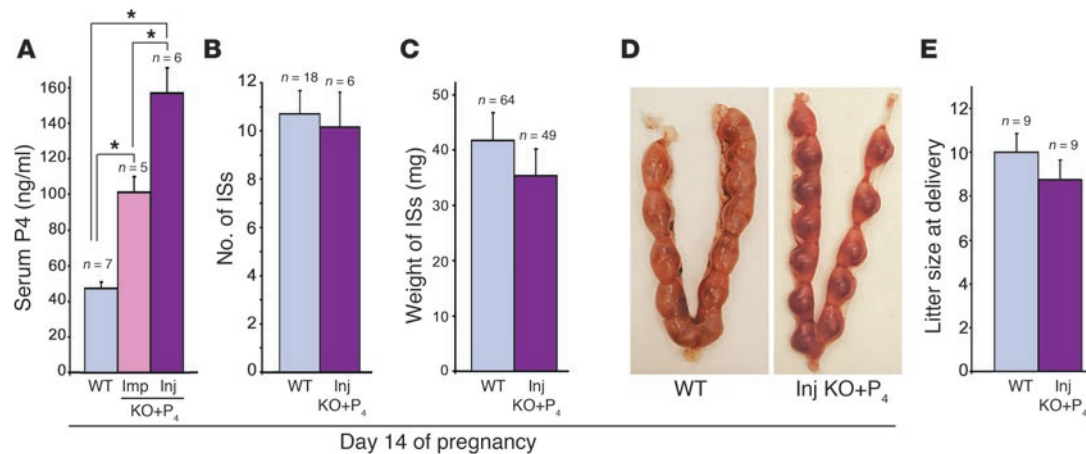 A
Serum P4 (ng/ml)
160
140
120
100
80
60
40
20
0
*
*
*
n = 7
n = 5
n = 6
WT Imp Inj
KO+P4
B
No. of ISs
12
10
8
6
4
2
0
n = 18
n = 6
WT Inj
KO+P4
C
Weight of ISs (mg)
50
40
30
20
10
0
n = 64
n = 49
WT Inj
KO+P4
D
WT
Inj KO+P4
E
Litter size at delivery
12
10
8
6
4
2
0
n = 9
n = 9
WT Inj
KO+P4
Day 14 of pregnancy